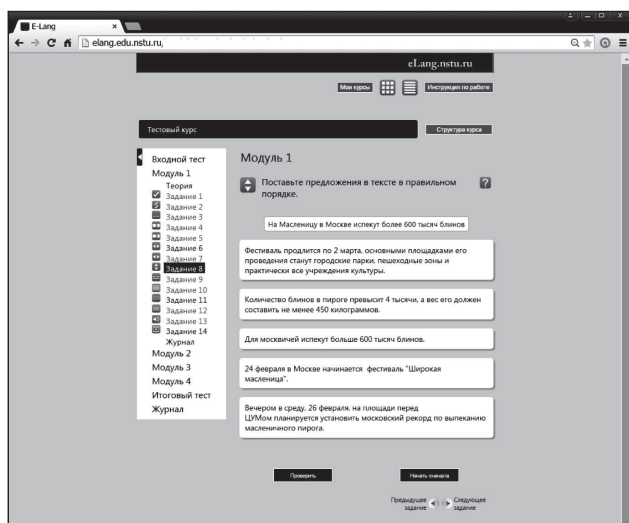 E-Lang
elang.edu.nstu.ru,
eLang.nstu.ru
Мои курсы
Инструкция по работе
Тестовый курс
Структура курса
Входной тест
Модуль 1
Теория
Задание 1
Задание 2
Задание 3
Задание 4
Задание 5
Задание 6
Задание 7
Задание 8
Задание 9
Задание 10
Задание 11
Задание 12
Задание 13
Задание 14
Журнал
Модуль 2
Модуль 3
Модуль 4
Итоговый тест
Журнал
Модуль 1
Поставьте предложения в тексте в правильном
порядке.
?
На Масленицу в Москве испекут более 600 тысяч блинов
Фестиваль продлится по 2 марта, основными площадками его
проведения станут городские парки, пешеходные зоны и
практически все учреждения культуры.
Количество блинов в пироге превысит 4 тысячи, а вес его должен
составить не менее 450 килограммов.
Для москвичей испекут больше 600 тысяч блинов.
24 февраля в Москве начинается фестиваль "Широкая
масленица".
Вечером в среду, 26 февраля, на площади перед
ЦУМом планируется установить московский рекорд по выпеканию
масленичного пирога.
Проверить
Начать сначала
Предыдущее задание
Следующее задание